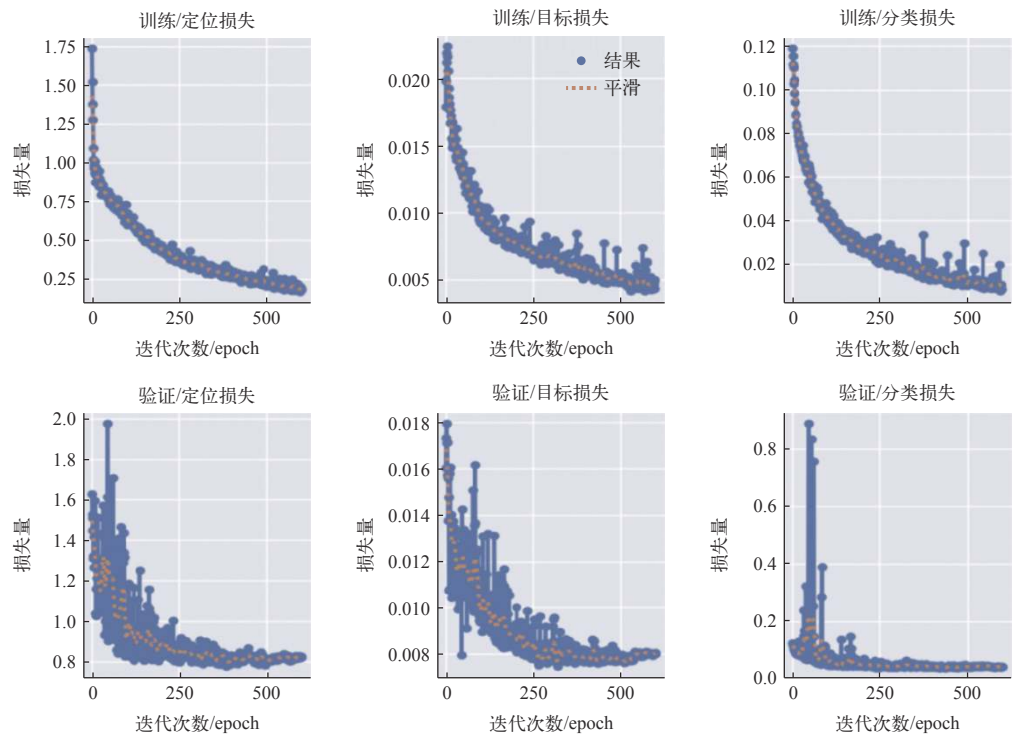 训练/定位损失
1.75
1.50
1.25
1.00
0.75
0.50
0.25
损失量
0
250
500
迭代次数/epoch
训练/目标损失
结果
平滑
0.020
0.015
0.010
0.005
0
250
500
迭代次数/epoch
训练/分类损失
0.12
0.10
0.08
0.06
0.04
0.02
损失量
0
250
500
迭代次数/epoch
验证/定位损失
2.0
1.8
1.6
1.4
1.2
1.0
0.8
损失量
0
250
500
迭代次数/epoch
验证/目标损失
0.018
0.016
0.014
0.012
0.010
0.008
损失量
0
250
500
迭代次数/epoch
验证/分类损失
0.8
0.6
0.4
0.2
0.0
损失量
0
250
500
迭代次数/epoch
损失量